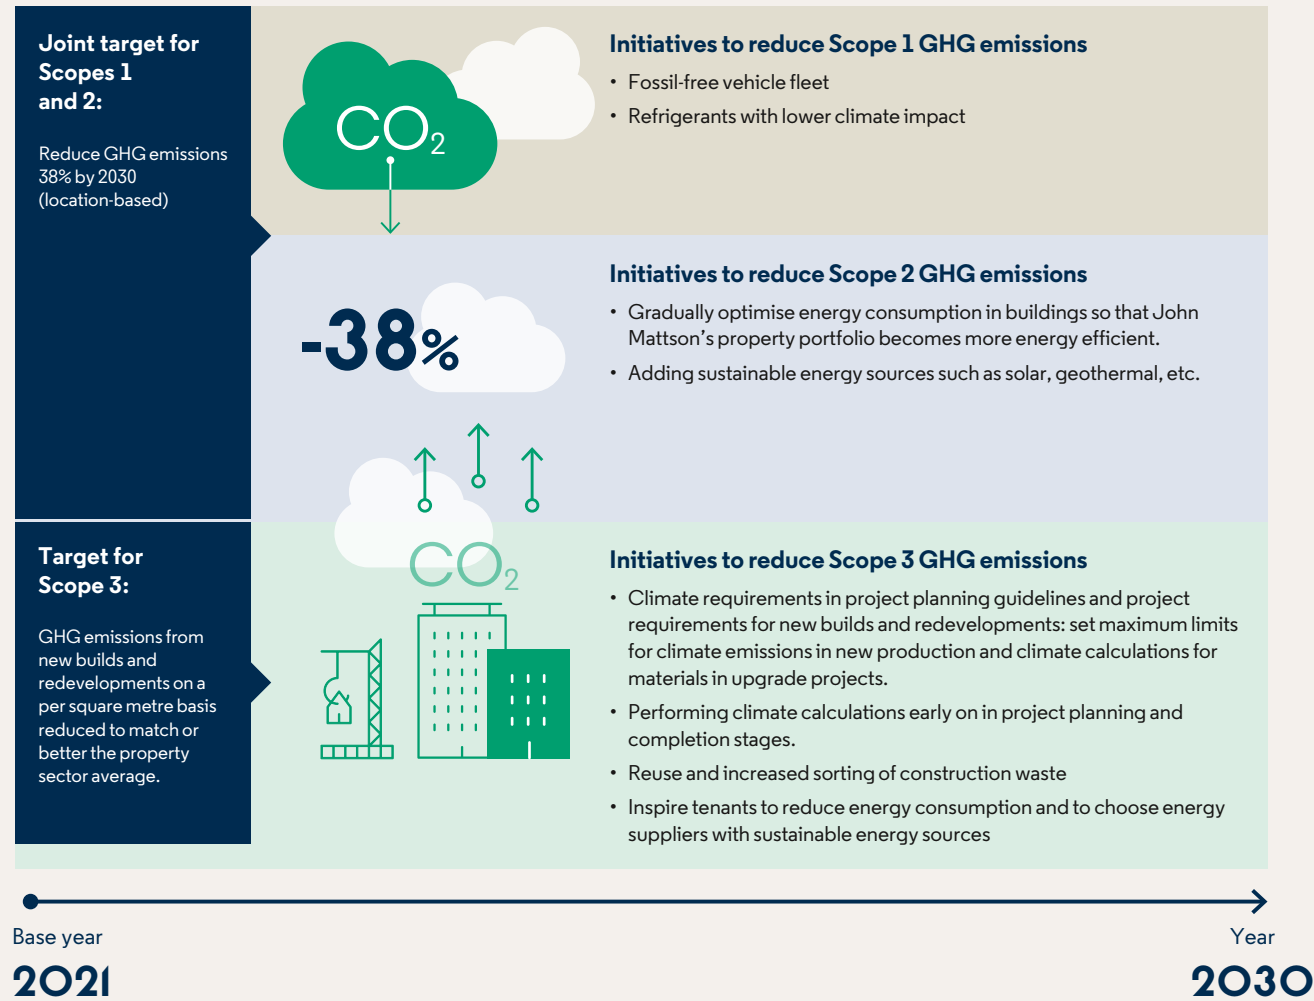 Joint target for
Scopes 1
and 2:
Reduce GHG emissions
38% by 2030
(location-based)
CO2
Initiatives to reduce Scope 1 GHG emissions
• Fossil-free vehicle fleet
• Refrigerants with lower climate impact
-38%
Initiatives to reduce Scope 2 GHG emissions
• Gradually optimise energy consumption in buildings so that John
Mattson’s property portfolio becomes more energy efficient.
• Adding sustainable energy sources such as solar, geothermal, etc.
Target for
Scope 3:
GHG emissions from
new builds and
redevelopments on a
per square metre basis
reduced to match or
better the property
sector average.
CO2
Initiatives to reduce Scope 3 GHG emissions
• Climate requirements in project planning guidelines and project
requirements for new builds and redevelopments: set maximum limits
for climate emissions in new production and climate calculations for
materials in upgrade projects.
• Performing climate calculations early on in project planning and
completion stages.
• Reuse and increased sorting of construction waste
• Inspire tenants to reduce energy consumption and to choose energy
suppliers with sustainable energy sources
Base year
2021
Year
2030